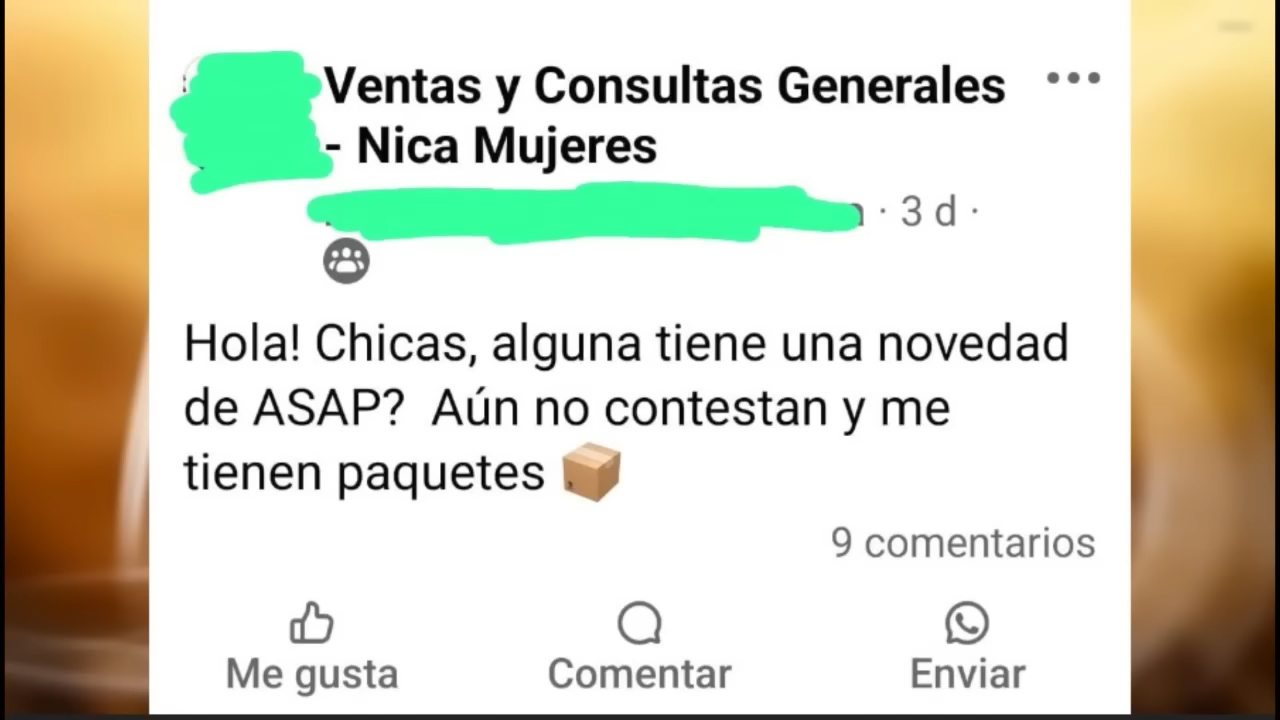 Ventas y Consultas Generales
- Nica Mujeres
· 3 d ·
Hola! Chicas, alguna tiene una novedad
de ASAP? Aún no contestan y me
tienen paquetes
9 comentarios
Me gusta
Comentar
Enviar